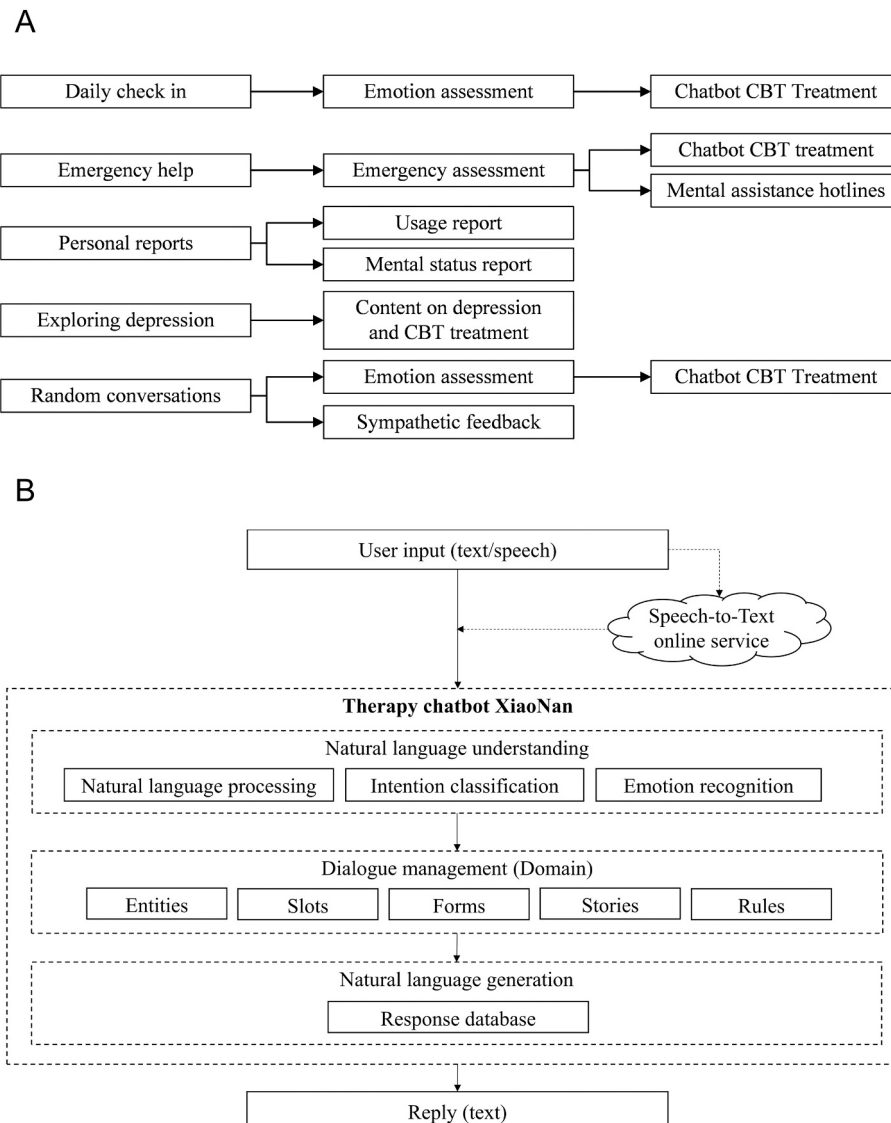 A
Daily check in
Emotion assessment
Chatbot CBT Treatment
Emergency help
Emergency assessment
Chatbot CBT treatment
Mental assistance hotlines
Personal reports
Usage report
Mental status report
Exploring depression
Content on depression
and CBT treatment
Random conversations
Emotion assessment
Chatbot CBT Treatment
Sympathetic feedback
B
User input (text/speech)
Speech-to-Text
online service
Therapy chatbot XiaoNan
Natural language understanding
Natural language processing
Intention classification
Emotion recognition
Dialogue management (Domain)
Entities
Slots
Forms
Stories
Rules
Natural language generation
Response database
Reply (text)